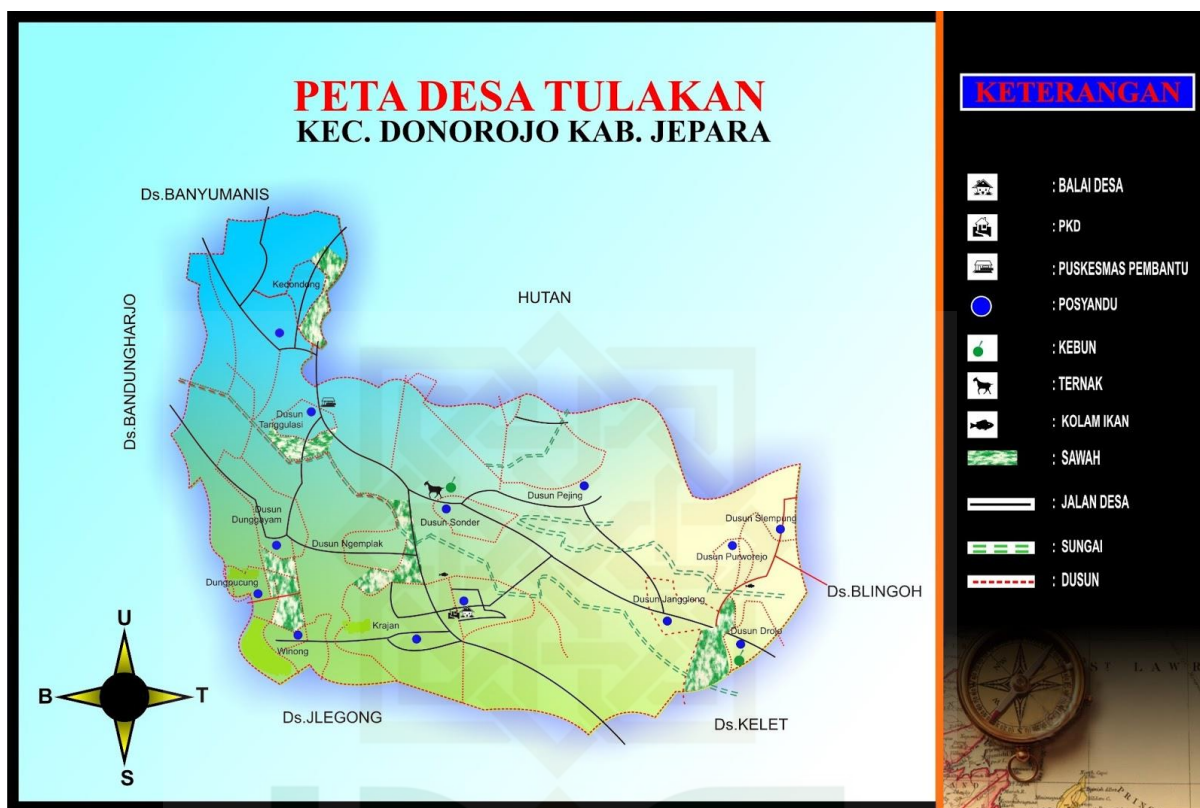 PETA DESA TULAKAN
KEC. DONOROJO KAB. JEPARA
Ds.BANYUMANIS
Kecondong
HUTAN
Ds.BANDUNGHARJO
Dusun
Tanggulasi
Dusun Pejing
Dusun Sonder
Dusun
Dunggayam
Dusun Ngemplak
Dusun Slempung
Dusun Purworejo
Dungpucung
Ds.BLINGOH
Dusun Janggleng
Krajan
Dusun Drojo
Winong
Ds.JLEGONG
Ds.KELET
U
B
T
S
KETERANGAN
: BALAI DESA
: PKD
: PUSKESMAS PEMBANTU
: POSYANDU
: KEBUN
: TERNAK
: KOLAM IKAN
: SAWAH
: JALAN DESA
: SUNGAI
: DUSUN